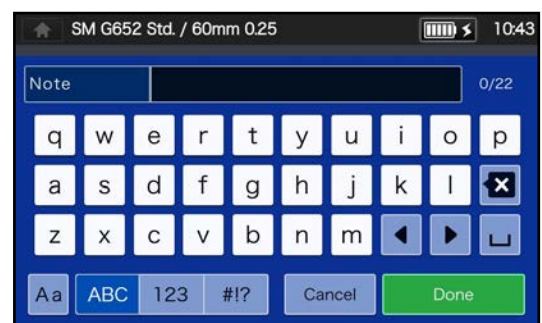 SM G652 Std. / 60mm 0.25 10:43
Note 0/22
q w e r t y u i o p
a s d f g h j k l
z x c v b n m
Aa ABC 123 #!? Cancel Done